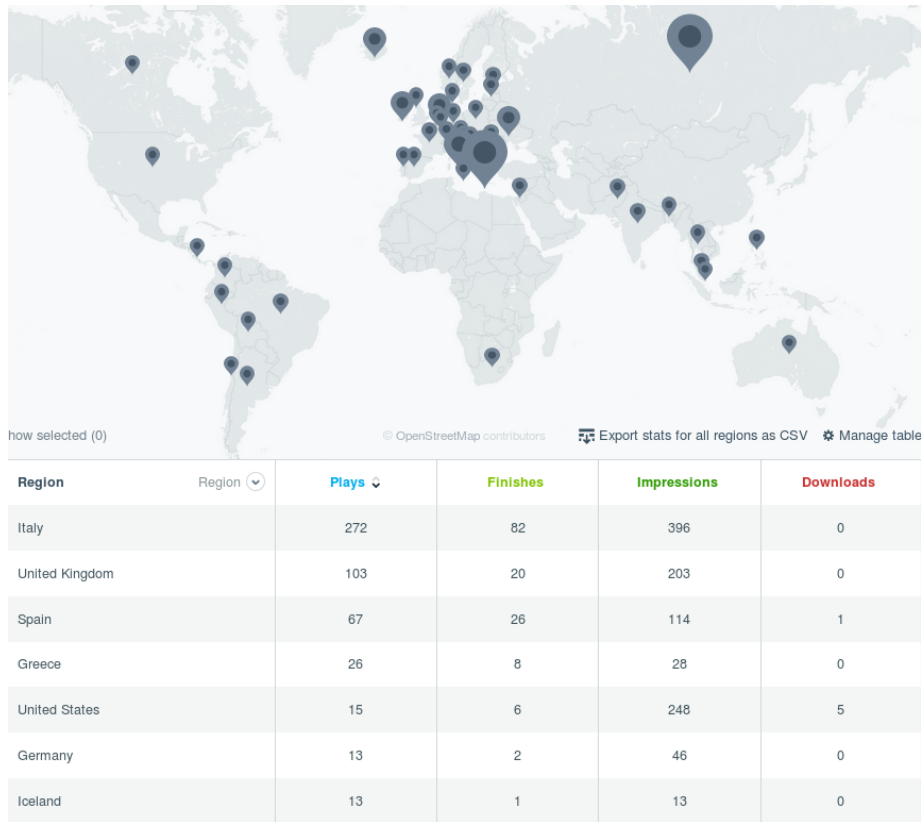 how selected (0)
© OpenStreetMap contributors
Export stats for all regions as CSV
Manage table
Region Region Plays Finishes Impressions Downloads
Italy 272 82 396 0
United Kingdom 103 20 203 0
Spain 67 26 114 1
Greece 26 8 28 0
United States 15 6 248 5
Germany 13 2 46 0
Iceland 13 1 13 0